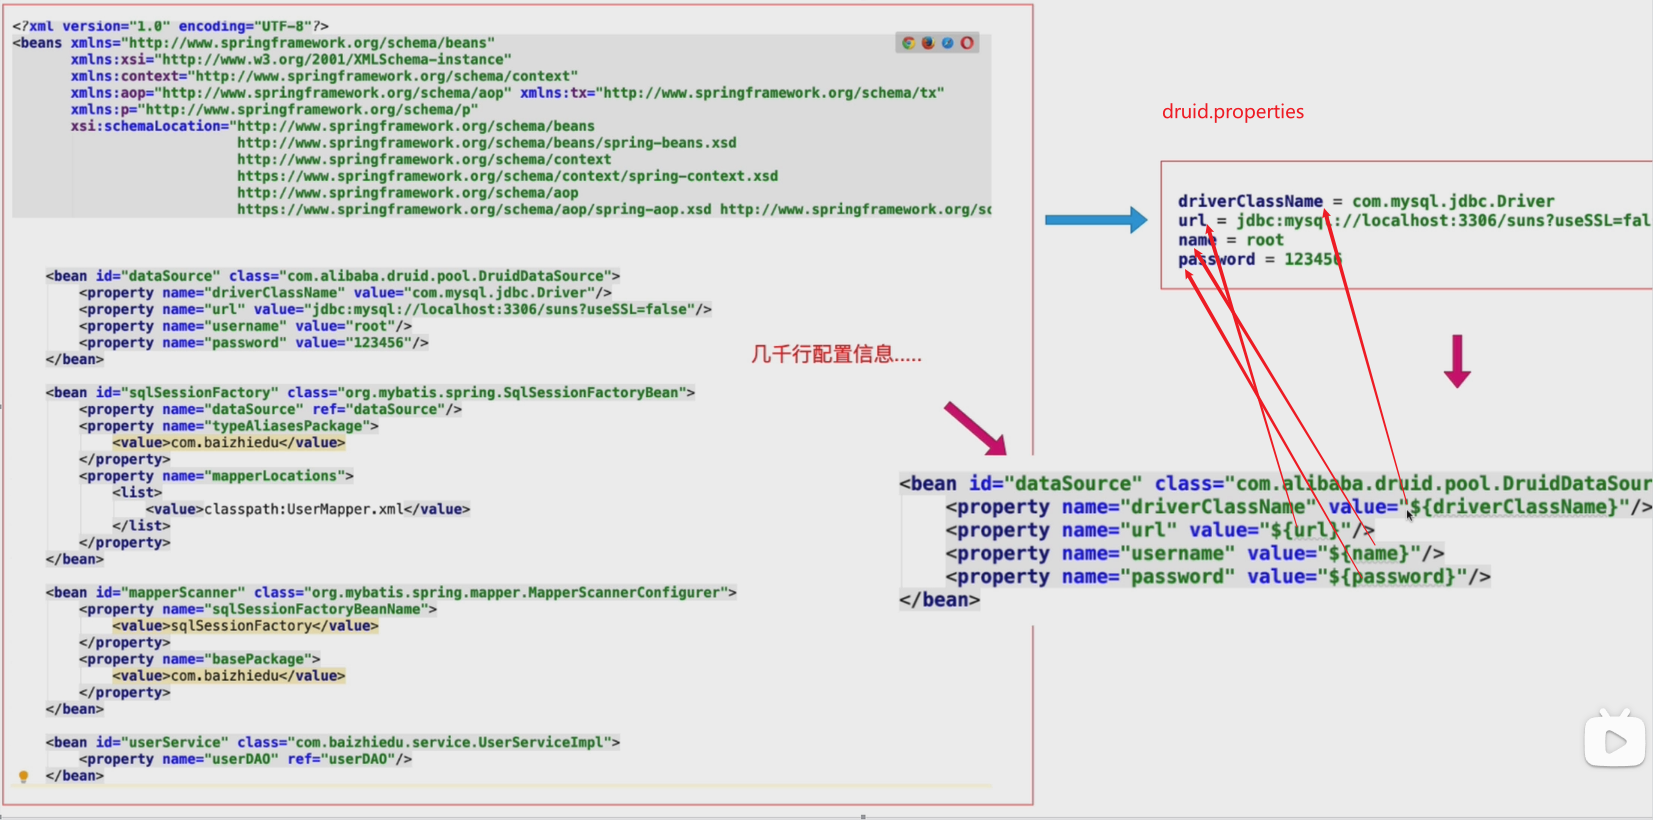 <?xml version="1.0" encoding="UTF-8"?>
<beans xmlns="http://www.springframework.org/schema/beans"
xmlns:xsi="http://www.w3.org/2001/XMLSchema-instance"
xmlns:context="http://www.springframework.org/schema/context"
xmlns:aop="http://www.springframework.org/schema/aop" xmlns:tx="http://www.springframework.org/schema/tx"
xmlns:p="http://www.springframework.org/schema/p"
xsi:schemaLocation="http://www.springframework.org/schema/beans
http://www.springframework.org/schema/beans/spring-beans.xsd
http://www.springframework.org/schema/context
https://www.springframework.org/schema/context/spring-context.xsd
http://www.springframework.org/schema/aop
https://www.springframework.org/schema/aop/spring-aop.xsd http://www.springframework.org/sc
<bean id="dataSource" class="com.alibaba.druid.pool.DruidDataSource">
<property name="driverClassName" value="com.mysql.jdbc.Driver"/>
<property name="url" value="jdbc:mysql://localhost:3306/suns?useSSL=false"/>
<property name="username" value="root"/>
<property name="password" value="123456"/>
</bean>
<bean id="sqlSessionFactory" class="org.mybatis.spring.SqlSessionFactoryBean">
<property name="dataSource" ref="dataSource"/>
<property name="typeAliasesPackage">
<value>com.baizhiedu</value>
</property>
<property name="mapperLocations">
<list>
<value>classpath:UserMapper.xml</value>
</list>
</property>
</bean>
<bean id="mapperScanner" class="org.mybatis.spring.mapper.MapperScannerConfigurer">
<property name="sqlSessionFactoryBeanName">
<value>sqlSessionFactory</value>
</property>
<property name="basePackage">
<value>com.baizhiedu</value>
</property>
</bean>
<bean id="userService" class="com.baizhiedu.service.UserServiceImpl">
<property name="userDAO" ref="userDAO"/>
</bean>
几千行配置信息.....
druid.properties
driverClassName = com.mysql.jdbc.Driver
url = jdbc:mysql://localhost:3306/suns?useSSL=fal
name = root
password = 123456
<bean id="dataSource" class="com.alibaba.druid.pool.DruidDataSour
<property name="driverClassName" value="${driverClassName}"/>
<property name="url" value="${url}"/>
<property name="username" value="${name}"/>
<property name="password" value="${password}"/>
</bean>